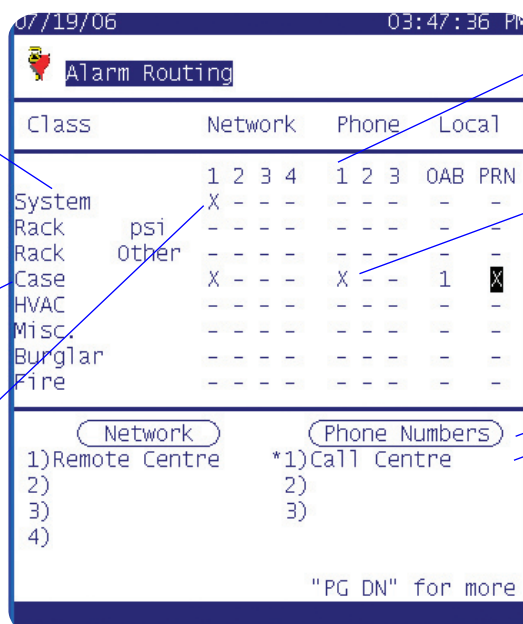 07/19/06 03:47:36 PM
Alarm Routing
Class Network Phone Local
1 2 3 4 1 2 3 OAB PRN
System X - - - - - - - -
Rack psi - - - - - - - - -
Rack Other - - - - - - - - -
Case X - - - X - - 1 X
HVAC - - - - - - - - -
Misc. - - - - - - - - -
Burglar - - - - - - - - -
Fire - - - - - - - - -
Network Phone Numbers
1)Remote Centre *1)Call Centre
2) 2)
3) 3)
4)
"PG DN" for more